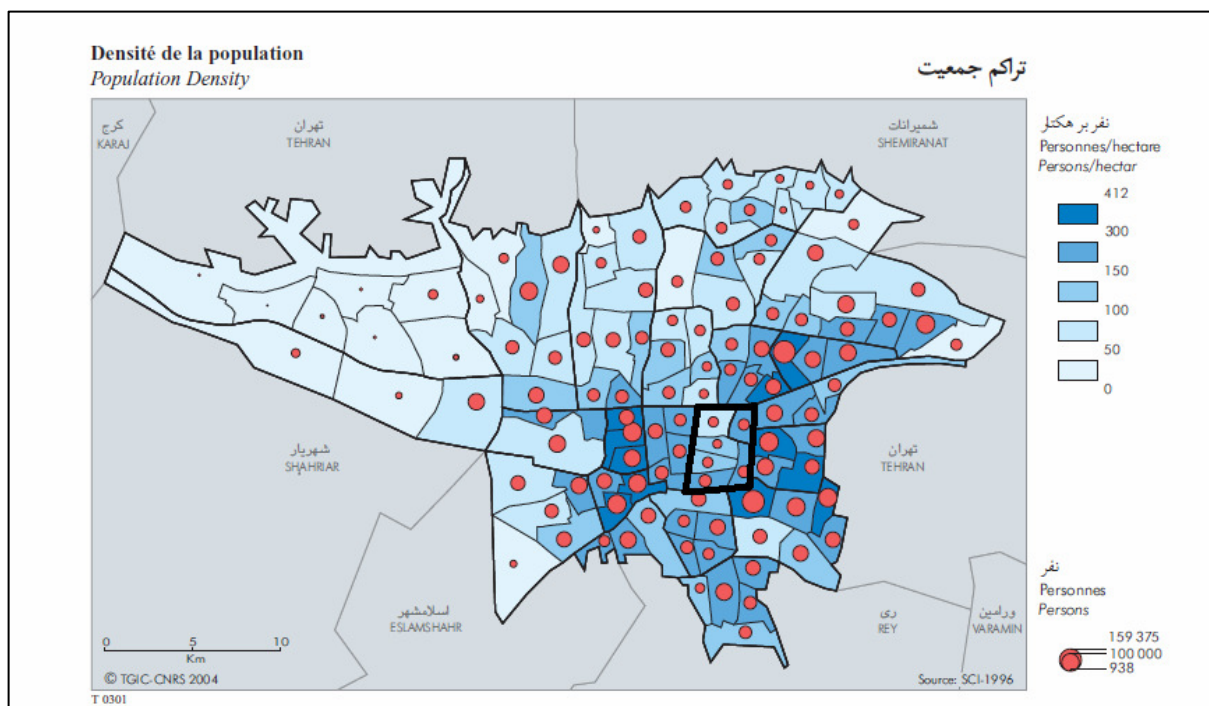 Densité de la population
Population Density
تراکم جمعیت
کرج
KARAJ
تهران
TEHRAN
شمیرانات
SHEMIRANAT
شهریار
SHAHRIAR
تهران
TEHRAN
اسلامشهر
ESLAMSHAHR
ری
REY
ورامین
VARAMIN
0 5 10
Km
© TGIC-CNRS 2004
Source: SCI-1996
T 0301
نفر بر هکتار
Personnes/hectare
Persons/hectar
412
300
150
100
50
0
نفر
Personnes
Persons
159 375
100 000
938